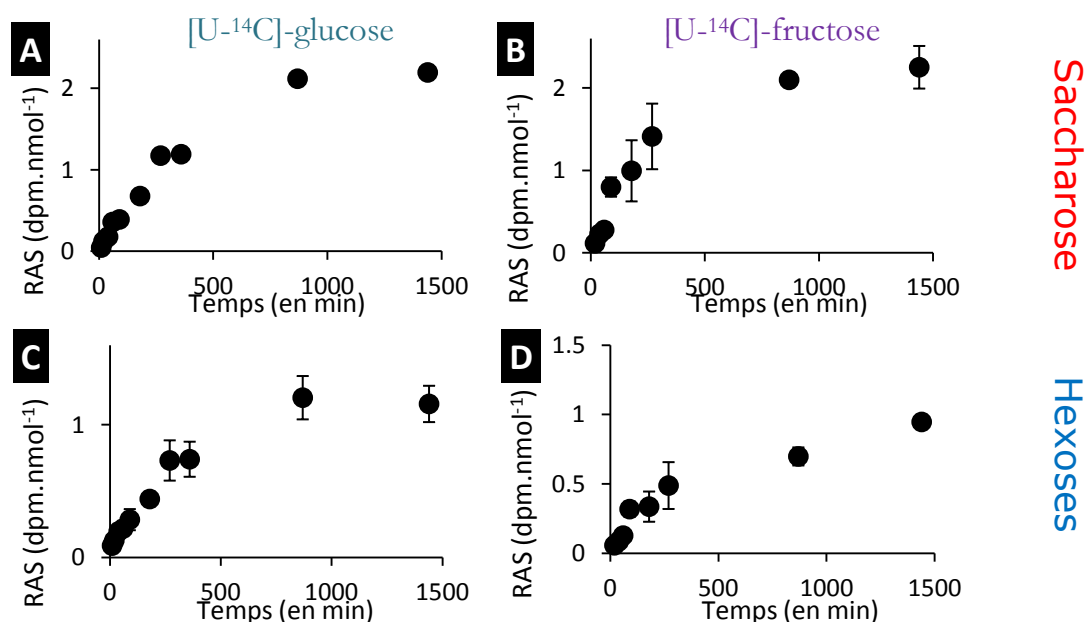 [U-¹⁴C]-glucose
[U-¹⁴C]-fructose
A
RAS (dpm.nmol⁻¹)
2
1
0
0
500
1000
1500
Temps (en min)
B
RAS (dpm.nmol⁻¹)
2
1
0
0
500
1000
1500
Temps (en min)
Saccharose
C
RAS (dpm.nmol⁻¹)
1
0
0
500
1000
1500
Temps (en min)
D
RAS (dpm.nmol⁻¹)
1.5
1
0.5
0
0
500
1000
1500
Temps (en min)
Hexoses